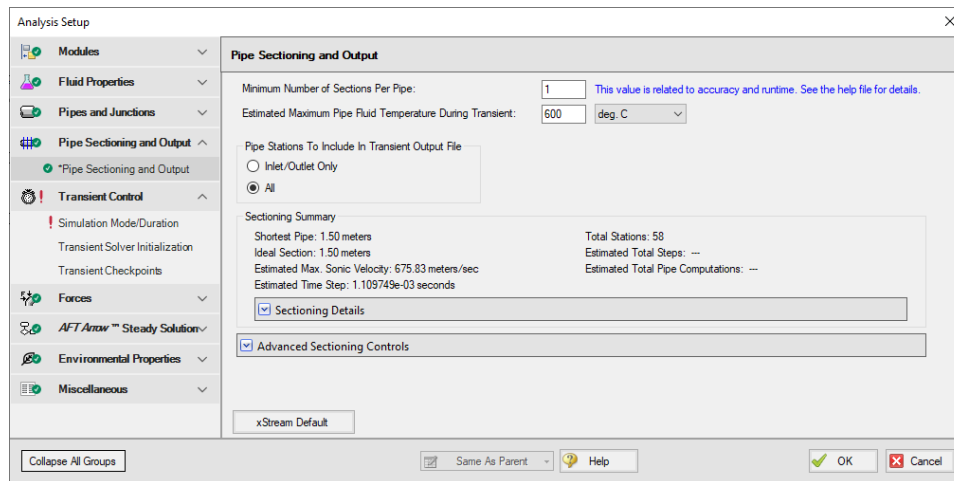 Analysis Setup
Modules
Fluid Properties
Pipes and Junctions
Pipe Sectioning and Output
*Pipe Sectioning and Output
Transient Control
Simulation Mode/Duration
Transient Solver Initialization
Transient Checkpoints
Forces
AFT Arrow ™ Steady Solution
Environmental Properties
Miscellaneous
Pipe Sectioning and Output
Minimum Number of Sections Per Pipe: 1 This value is related to accuracy and runtime. See the help file for details.
Estimated Maximum Pipe Fluid Temperature During Transient: 600 deg. C
Pipe Stations To Include In Transient Output File
Inlet/Outlet Only
All
Sectioning Summary
Shortest Pipe: 1.50 meters
Ideal Section: 1.50 meters
Estimated Max. Sonic Velocity: 675.83 meters/sec
Estimated Time Step: 1.109749e-03 seconds
Total Stations: 58
Estimated Total Steps: ---
Estimated Total Pipe Computations: ---
Sectioning Details
Advanced Sectioning Controls
xStream Default
Collapse All Groups
Same As Parent
Help
OK
Cancel